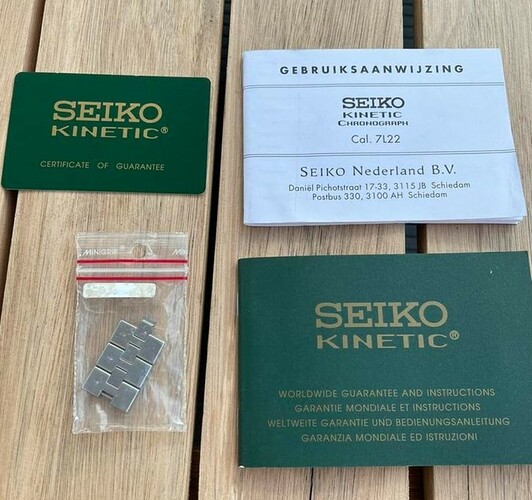 SEIKO
KINETIC®
CERTIFICATE OF GUARANTEE
GEBRUIKSAANWIJZING
SEIKO
KINETIC
CHRONOGRAPH
Cal. 7L22
SEIKO Nederland B.V.
Daniël Pichotstraat 17-33, 3115 JB Schiedam
Postbus 330, 3100 AH Schiedam
MINIGRIP
SEIKO
KINETIC®
WORLDWIDE GUARANTEE AND INSTRUCTIONS
GARANTIE MONDIALE ET INSTRUCTIONS
WELTWEITE GARANTIE UND BEDIENUNGSANLEITUNG
GARANZIA MONDIALE ED ISTRUZIONI